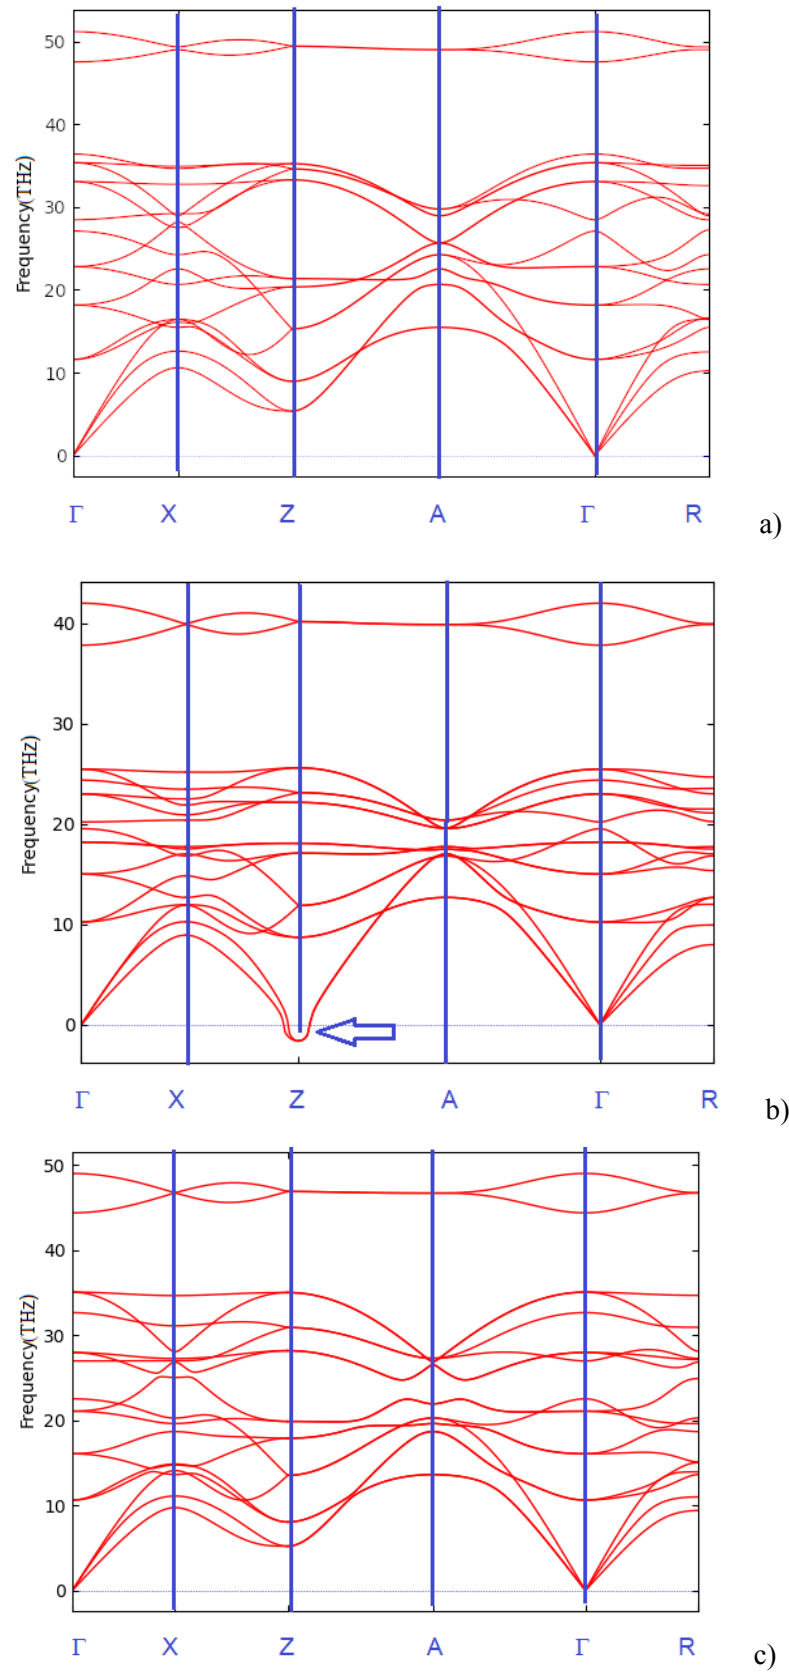 50
40
30
20
10
0
Frequency(THz)
Γ X Z A Γ R
a)
40
30
20
10
0
Frequency(THz)
Γ X Z A Γ R
b)
50
40
30
20
10
0
Frequency(THz)
Γ X Z A Γ R
c)